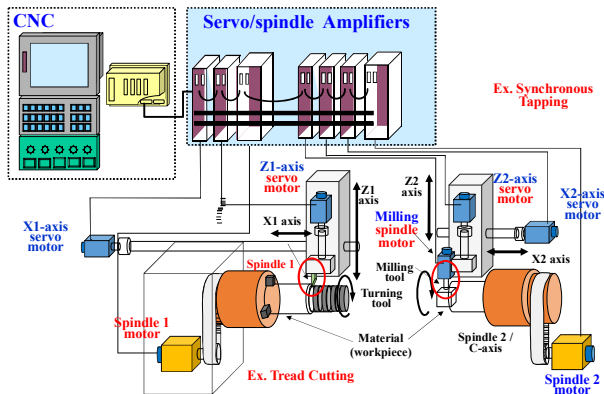 CNC
Servo/spindle Amplifiers
Ex. Synchronous
Tapping
Z1-axis
servo
motor
Z1
axis
Z2
axis
Z2-axis
servo
motor
X2-axis
servo
motor
X1-axis
servo
motor
X1 axis
Milling
spindle
motor
X2 axis
Spindle 1
Milling
tool
Turning
tool
Spindle 1
motor
Material
(workpiece)
Spindle 2 /
C-axis
Ex. Tread Cutting
Spindle 2
motor